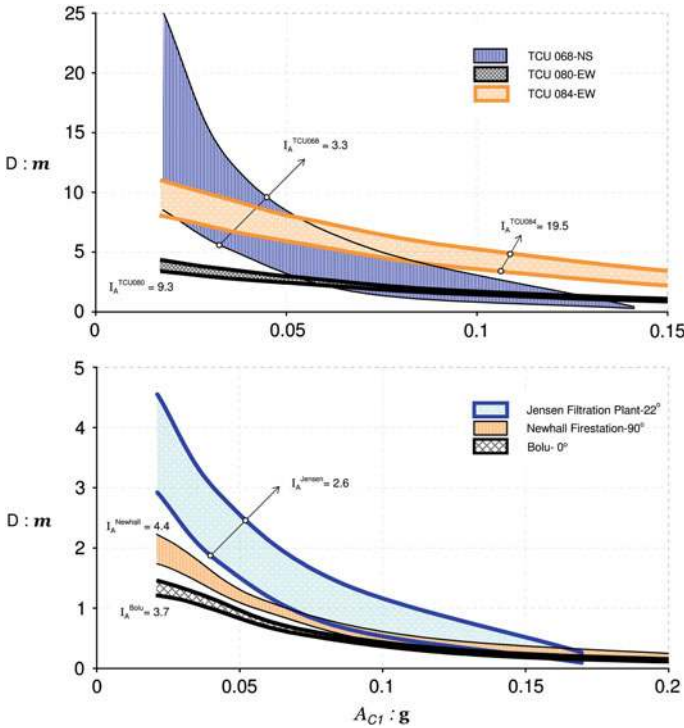 25
20
15
10
5
0
D : m
TCU 068-NS
TCU 080-EW
TCU 084-EW
I_A^TCU068 = 3.3
I_A^TCU084 = 19.5
I_A^TCU080 = 9.3
0 0.05 0.1 0.15
5
4
3
2
1
0
D : m
Jensen Filtration Plant-22°
Newhall Firestation-90°
Bolu- 0°
I_A^Jensen = 2.6
I_A^Newhall = 4.4
I_A^Bolu = 3.7
0 0.05 0.1 0.15 0.2
A_C1 : g